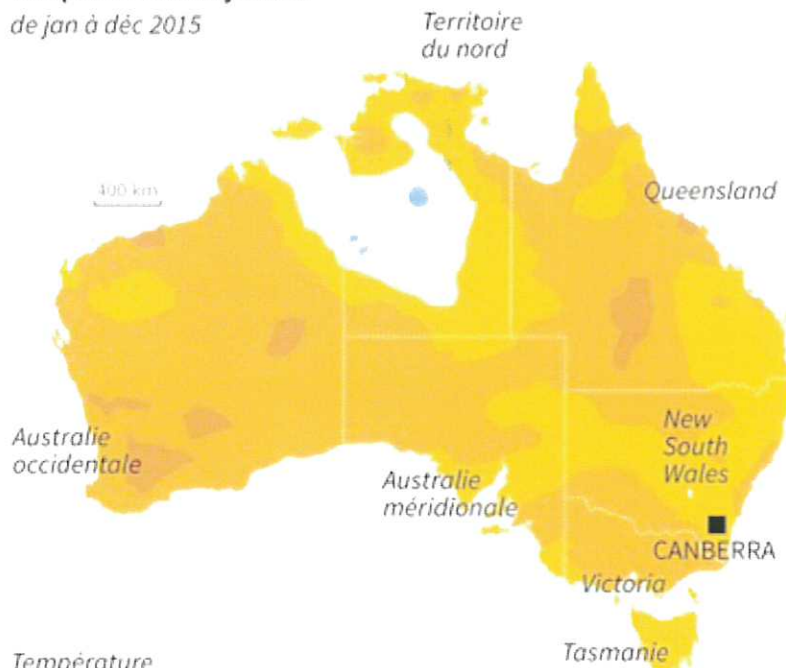 de jan à déc 2015
Territoire
du nord
400 km
Queensland
Australie
occidentale
New
South
Wales
Australie
méridionale
CANBERRA
Victoria
Tasmanie
Température